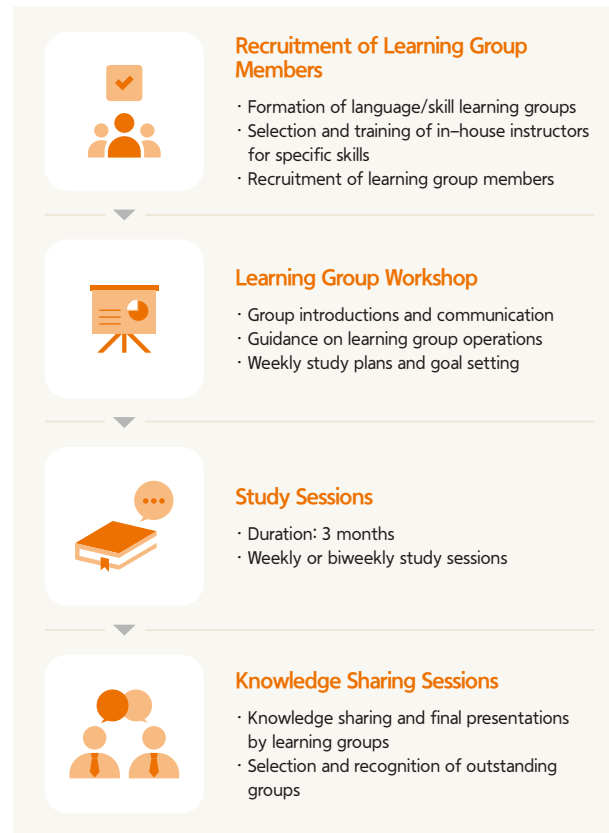 Recruitment of Learning Group
Members
· Formation of language/skill learning groups
· Selection and training of in-house instructors
for specific skills
· Recruitment of learning group members
Learning Group Workshop
· Group introductions and communication
· Guidance on learning group operations
· Weekly study plans and goal setting
Study Sessions
· Duration: 3 months
· Weekly or biweekly study sessions
Knowledge Sharing Sessions
· Knowledge sharing and final presentations
by learning groups
· Selection and recognition of outstanding
groups